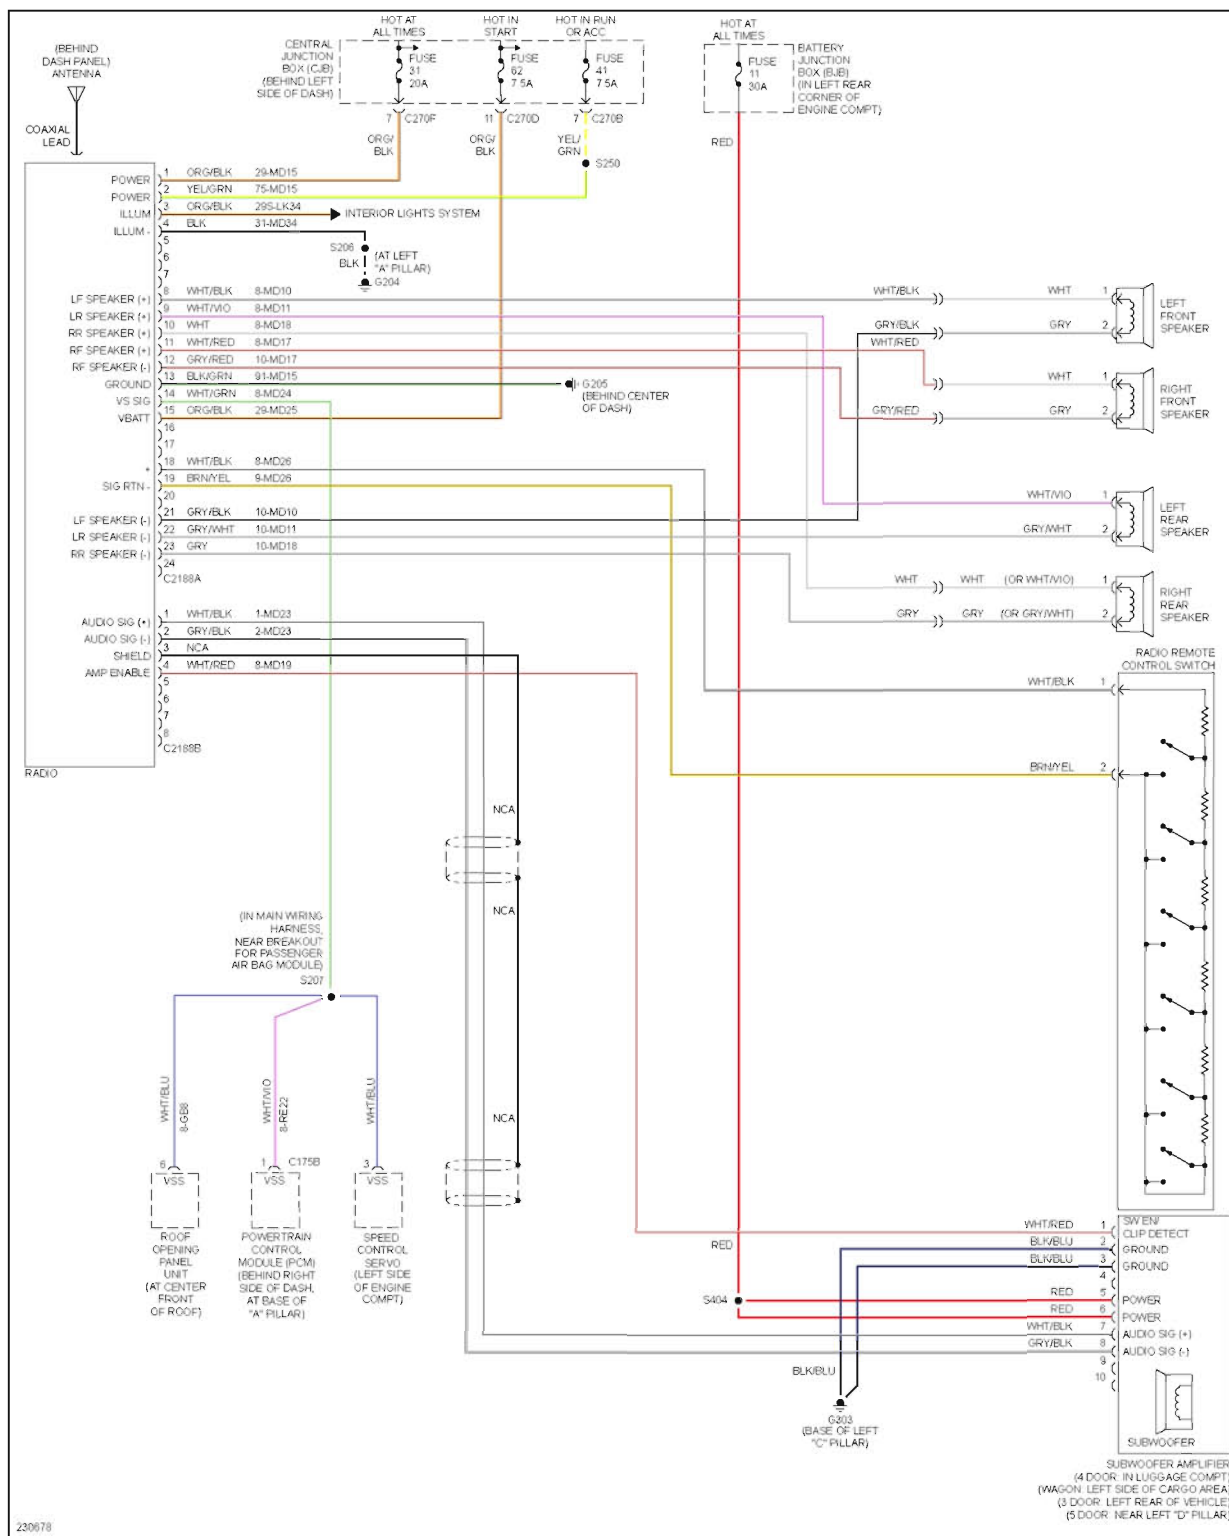 HOT AT
ALL TIMES
HOT IN
START
HOT IN RUN
OR ACC
HOT AT
ALL TIMES
(BEHIND
DASH PANEL)
ANTENNA
COAXIAL
LEAD
CENTRAL
JUNCTION
BOX (CJB)
(BEHIND LEFT
SIDE OF DASH)
FUSE
31
20A
FUSE
62
7.5A
FUSE
41
7.5A
FUSE
11
30A
BATTERY
JUNCTION
BOX (BJB)
(IN LEFT REAR
CORNER OF
ENGINE COMPT)
7 C270F
11 C270D
7 C270B
ORG/
BLK
ORG/
BLK
YEL/
GRN
RED
S250
POWER 1 ORG/BLK 29-MD15
POWER 2 YEL/GRN 75-MD15
ILLUM 3 ORG/BLK 29S-LK34 INTERIOR LIGHTS SYSTEM
ILLUM - 4 BLK 31-MD34
5
6
7
S206
(AT LEFT
"A" PILLAR)
BLK
G204
LF SPEAKER (+) 8 WHT/BLK 8-MD10
LR SPEAKER (+) 9 WHT/VIO 8-MD11
RR SPEAKER (+) 10 WHT 8-MD18
RF SPEAKER (+) 11 WHT/RED 8-MD17
RF SPEAKER (-) 12 GRY/RED 10-MD17
GROUND 13 BLK/GRN 91-MD15
VS SIG 14 WHT/GRN 8-MD24
VBATT 15 ORG/BLK 29-MD25
16
17
+ 18 WHT/BLK 8-MD26
SIG RTN - 19 BRN/YEL 9-MD26
20
LF SPEAKER (-) 21 GRY/BLK 10-MD10
LR SPEAKER (-) 22 GRY/WHT 10-MD11
RR SPEAKER (-) 23 GRY 10-MD18
24
C2188A
G205
(BEHIND CENTER
OF DASH)
AUDIO SIG (+) 1 WHT/BLK 1-MD23
AUDIO SIG (-) 2 GRY/BLK 2-MD23
SHIELD 3 NCA
AMP ENABLE 4 WHT/RED 8-MD19
5
6
7
8
C2188B
RADIO
WHT/BLK WHT 1
GRY/BLK GRY 2
LEFT
FRONT
SPEAKER
WHT/RED
WHT 1
GRY/RED GRY 2
RIGHT
FRONT
SPEAKER
WHT/VIO 1
GRY/WHT 2
LEFT
REAR
SPEAKER
WHT WHT (OR WHT/VIO) 1
GRY GRY (OR GRY/WHT) 2
RIGHT
REAR
SPEAKER
RADIO REMOTE
CONTROL SWITCH
WHT/BLK 1
BRN/YEL 2
NCA
NCA
NCA
(IN MAIN WIRING
HARNESS,
NEAR BREAKOUT
FOR PASSENGER
AIR BAG MODULE)
S207
WHT/BLU
8-GB8
WHT/VIO
8-RE22
WHT/BLU
6
VSS
1 C175B
VSS
3
VSS
ROOF
OPENING
PANEL
UNIT
(AT CENTER
FRONT
OF ROOF)
POWERTRAIN
CONTROL
MODULE (PCM)
(BEHIND RIGHT
SIDE OF DASH,
AT BASE OF
"A" PILLAR)
SPEED
CONTROL
SERVO
(LEFT SIDE
OF ENGINE
COMPT)
RED
S404
WHT/RED 1 SW EN/
CLIP DETECT
BLK/BLU 2 GROUND
BLK/BLU 3 GROUND
4
RED 5 POWER
RED 6 POWER
WHT/BLK 7 AUDIO SIG (+)
GRY/BLK 8 AUDIO SIG (-)
9
10
BLK/BLU
G303
(BASE OF LEFT
"C" PILLAR)
SUBWOOFER
SUBWOOFER AMPLIFIER
(4 DOOR: IN LUGGAGE COMPT)
(WAGON: LEFT SIDE OF CARGO AREA)
(3 DOOR: LEFT REAR OF VEHICLE)
(5 DOOR: NEAR LEFT "D" PILLAR)
230678